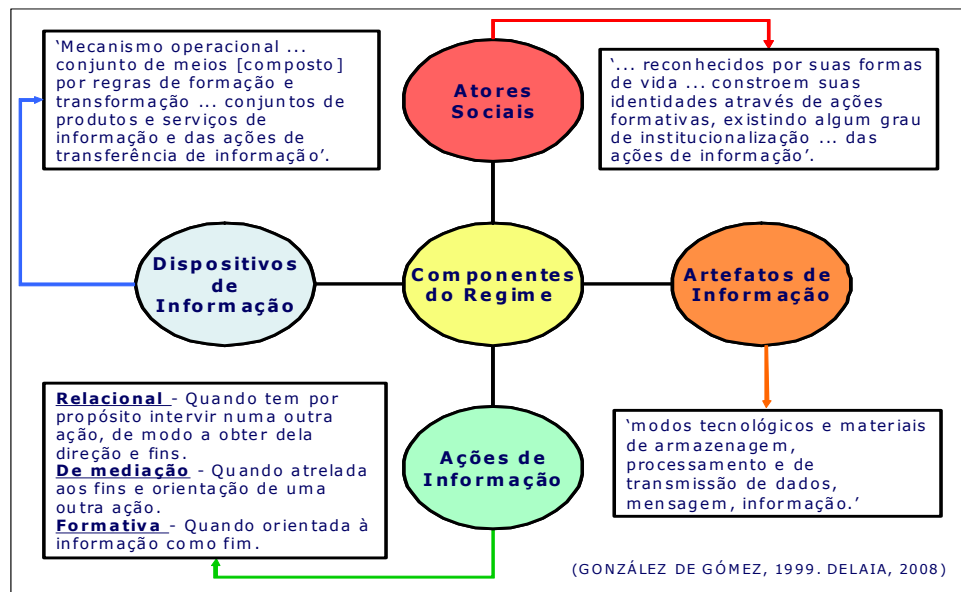 ‘Mecanismo operacional ...
conjunto de meios [composto]
por regras de formação e
transformação ... conjuntos de
produtos e serviços de
informação e das ações de
transferência de informação’.
Atores
Sociais
‘... reconhecidos por suas formas
de vida ... constroem suas
identidades através de ações
formativas, existindo algum grau
de institucionalização ... das
ações de informação’.
Dispositivos
de
Informação
Componentes
do Regime
Artefatos de
Informação
Relacional - Quando tem por
propósito intervir numa outra
ação, de modo a obter dela
direção e fins.
De mediação - Quando atrelada
aos fins e orientação de uma
outra ação.
Formativa - Quando orientada à
informação como fim.
Ações de
Informação
‘modos tecnológicos e materiais
de armazenagem,
processamento e de
transmissão de dados,
mensagem, informação.’
(GONZÁLEZ DE GÓMEZ, 1999. DELAIA, 2008)